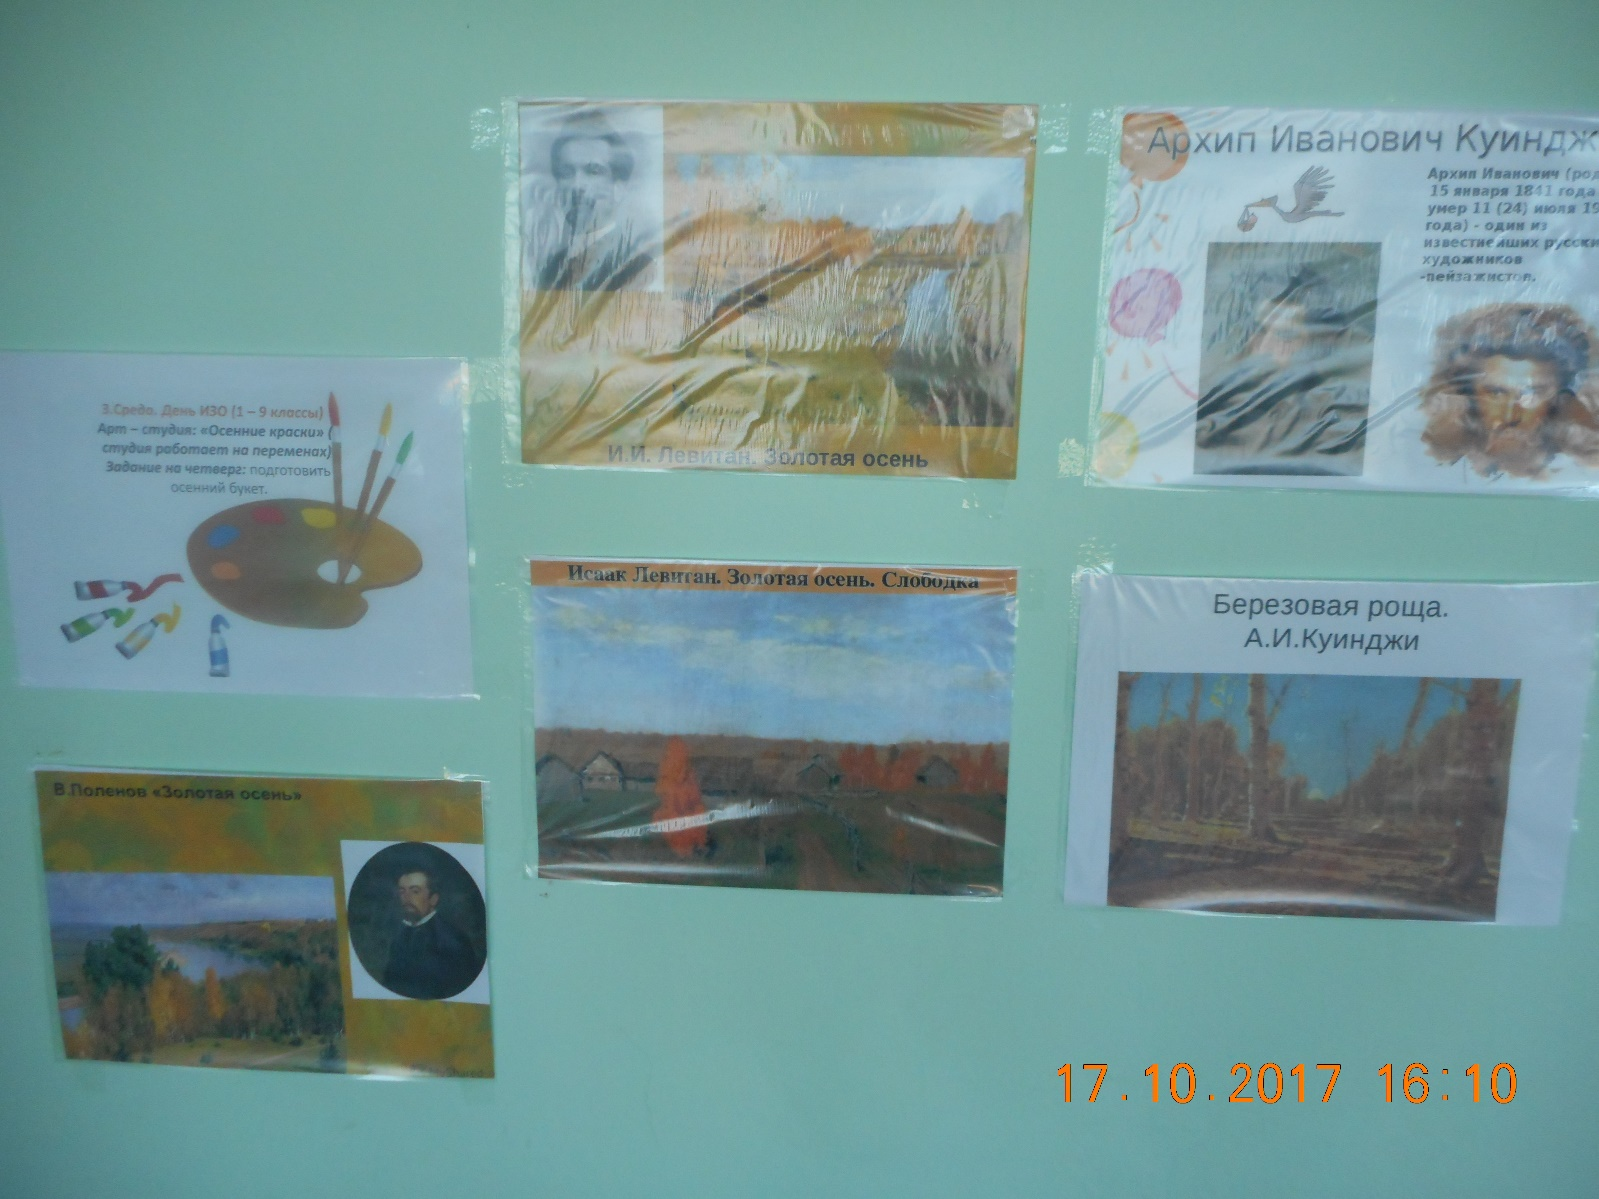 3.Среда. День ИЗО (1 – 9 классы)
Арт – студия: «Осенние краски» (
студия работает на переменах)
Задание на четверг: подготовить
осенний букет.
В.Поленов «Золотая осень»
И.И. Левитан. Золотая осень
Исаак Левитан. Золотая осень. Слободка
Архип Иванович Куиндж
Архип Иванович (род
15 января 1841 года
умер 11 (24) июля 19
года) - один из
известнейших русски
художников
-пейзажистов.
Березовая роща.
А.И.Куинджи
17.10.2017 16:10